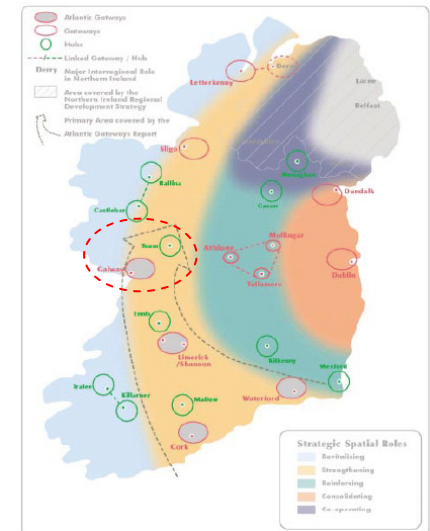 Atlantic Gateways
Gateways
Hubs
Linked Gateway / Hub
Derry
Major Interregional Role
in Northern Ireland
Area covered by the
Northern Ireland Regional
Development Strategy
Primary Area covered by the
Atlantic Gateways Report
Letterkenny
Derry
Larne
Belfast
Sligo
Monaghan
Ballina
Cavan
Dundalk
Castlebar
Tuam
Mullingar
Athlone
Galway
Dublin
Tullamore
Ennis
Limerick
/Shannon
Kilkenny
Wexford
Tralee
Killarney
Mallow
Waterford
Cork
Strategic Spatial Roles
Revitalising
Strengthening
Reinforcing
Consolidating
Co-operating